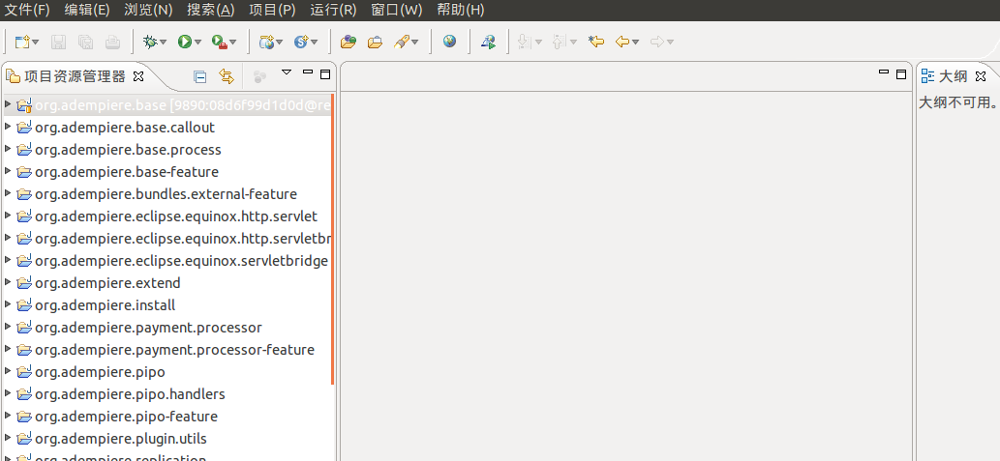 文件(F) 编辑(E) 浏览(N) 搜索(A) 项目(P) 运行(R) 窗口(W) 帮助(H)
项目资源管理器
org.adempiere.base [9890:08d6f99d1d0d@re
org.adempiere.base.callout
org.adempiere.base.process
org.adempiere.base-feature
org.adempiere.bundles.external-feature
org.adempiere.eclipse.equinox.http.servlet
org.adempiere.eclipse.equinox.http.servletbr
org.adempiere.eclipse.equinox.servletbridge
org.adempiere.extend
org.adempiere.install
org.adempiere.payment.processor
org.adempiere.payment.processor-feature
org.adempiere.pipo
org.adempiere.pipo.handlers
org.adempiere.pipo-feature
org.adempiere.plugin.utils
org.adempiere.replication
大纲
大纲不可用。